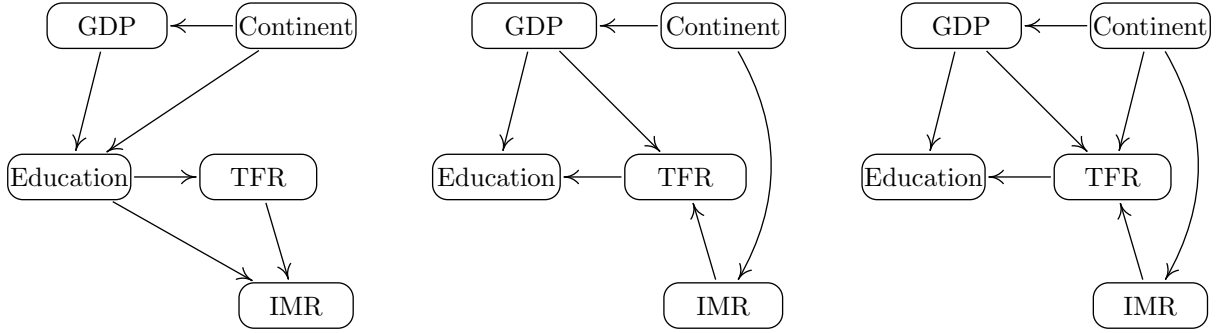 GDP Continent
Education TFR
IMR
GDP Continent
Education TFR
IMR
GDP Continent
Education TFR
IMR